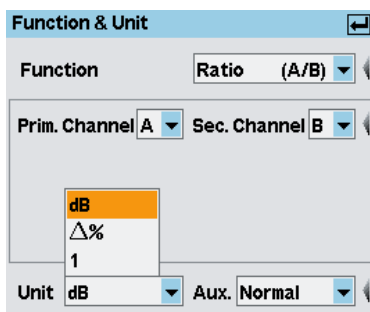 Function & Unit
Function Ratio (A/B)
Prim. Channel A Sec. Channel B
dB
Δ%
1
Unit dB Aux. Normal